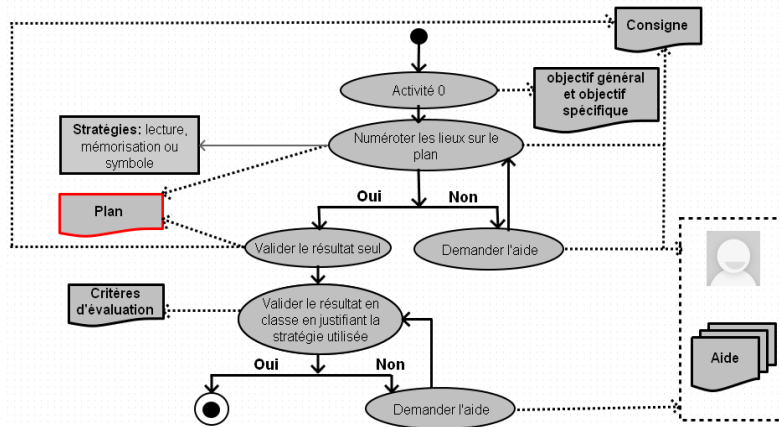 Consigne
Activité 0
objectif général
et objectif
spécifique
Stratégies: lecture,
mémorisation ou
symbole
Numéroter les lieux sur le
plan
Plan
Oui
Non
Valider le résultat seul
Demander l'aide
Critères
d'évaluation
Valider le résultat en
classe en justifiant la
stratégie utilisée
Aide
Oui
Non
Demander l'aide